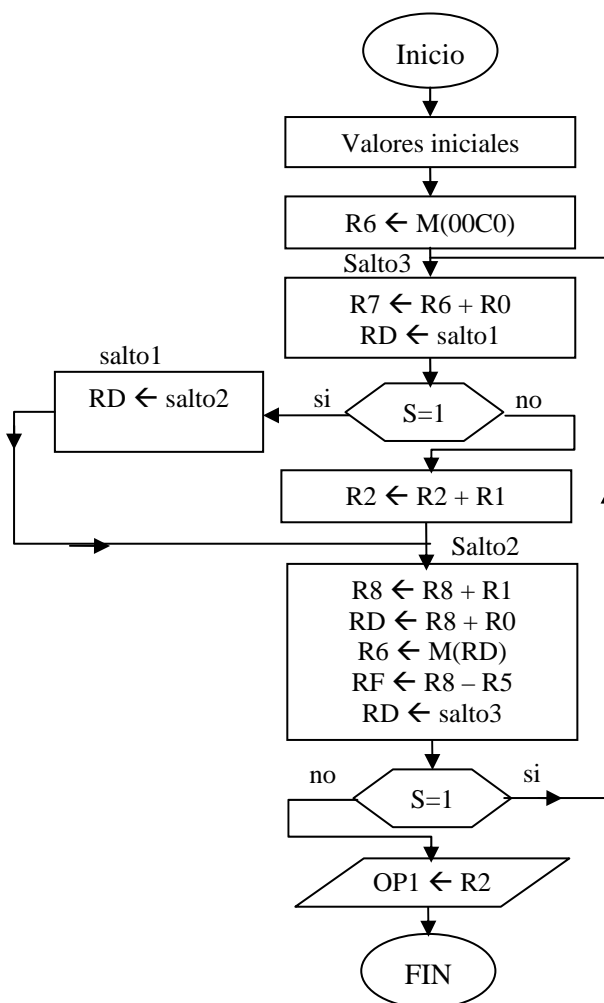 Inicio
Valores iniciales
R6 ← M(00C0)
Salto3
R7 ← R6 + R0
RD ← salto1
salto1
RD ← salto2
si
S=1
no
R2 ← R2 + R1
Salto2
R8 ← R8 + R1
RD ← R8 + R0
R6 ← M(RD)
RF ← R8 – R5
RD ← salto3
no
S=1
si
OP1 ← R2
FIN